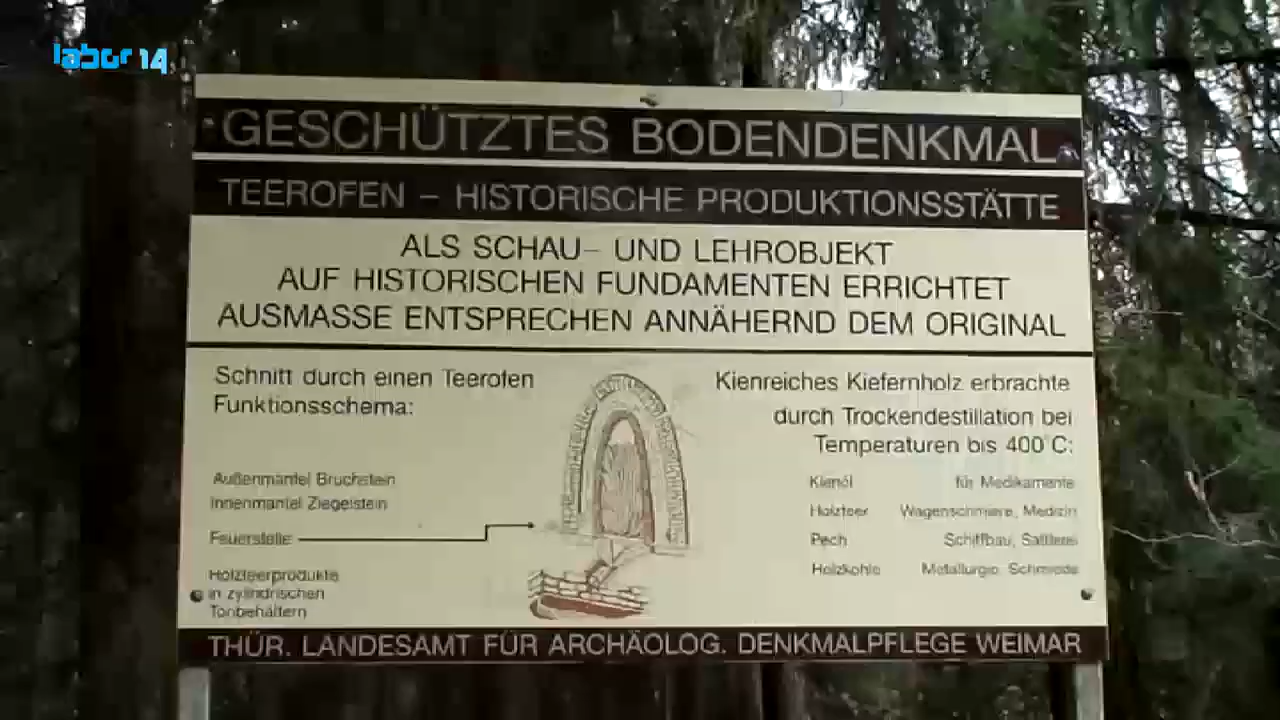 labor 14
GESCHÜTZTES BODENDENKMAL
TEEROFEN – HISTORISCHE PRODUKTIONSSTÄTTE
ALS SCHAU– UND LEHROBJEKT
AUF HISTORISCHEN FUNDAMENTEN ERRICHTET
AUSMASSE ENTSPRECHEN ANNÄHERND DEM ORIGINAL
Schnitt durch einen Teerofen
Funktionsschema:
Außenmantel Bruchstein
Innenmantel Ziegelstein
Feuerstelle
Holzteerprodukte
in zylindrischen
Tonbehältern
Kienreiches Kiefernholz erbrachte
durch Trockendestillation bei
Temperaturen bis 400°C:
Kienöl für Medikamente
Holzteer Wagenschmiere, Medizin
Pech Schiffbau, Sattlerei
Holzkohle Metallurgie, Schmiede
THÜR. LANDESAMT FÜR ARCHÄOLOG. DENKMALPFLEGE WEIMAR